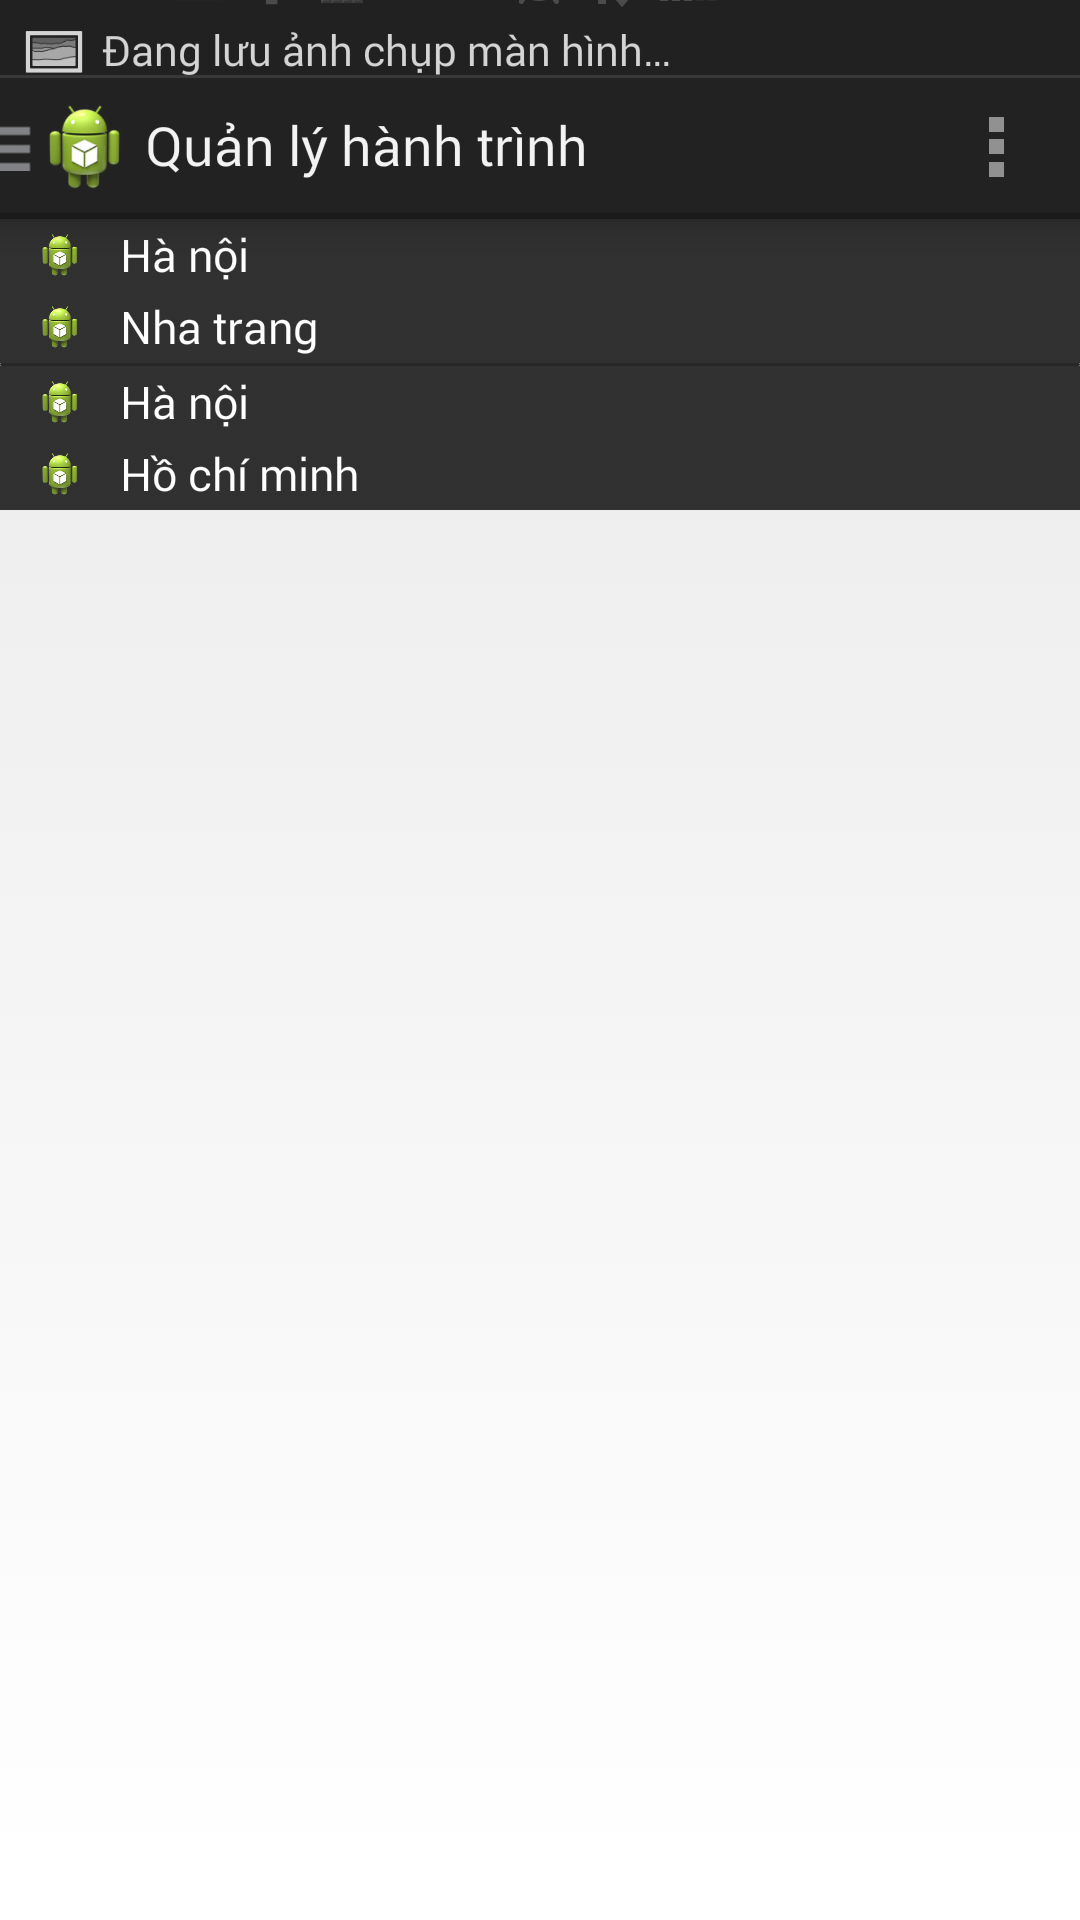 Đang lưu ảnh chụp màn hình...
Quản lý hành trình
Hà nội
Nha trang
Hà nội
Hồ chí minh